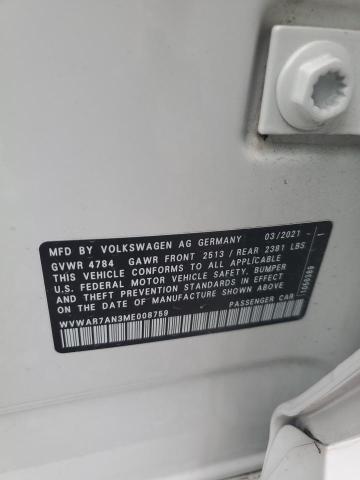 MFD BY VOLKSWAGEN AG GERMANY 03/2021
GVWR 4784 GAWR FRONT 2513 / REAR 2381 LBS
THIS VEHICLE CONFORMS TO ALL APPLICABLE
U.S. FEDERAL MOTOR VEHICLE SAFETY, BUMPER
AND THEFT PREVENTION STANDARDS IN EFFECT
ON THE DATE OF MANUFACTURE SHOWN ABOVE
WVWAR7AN3ME008759 PASSENGER CAR